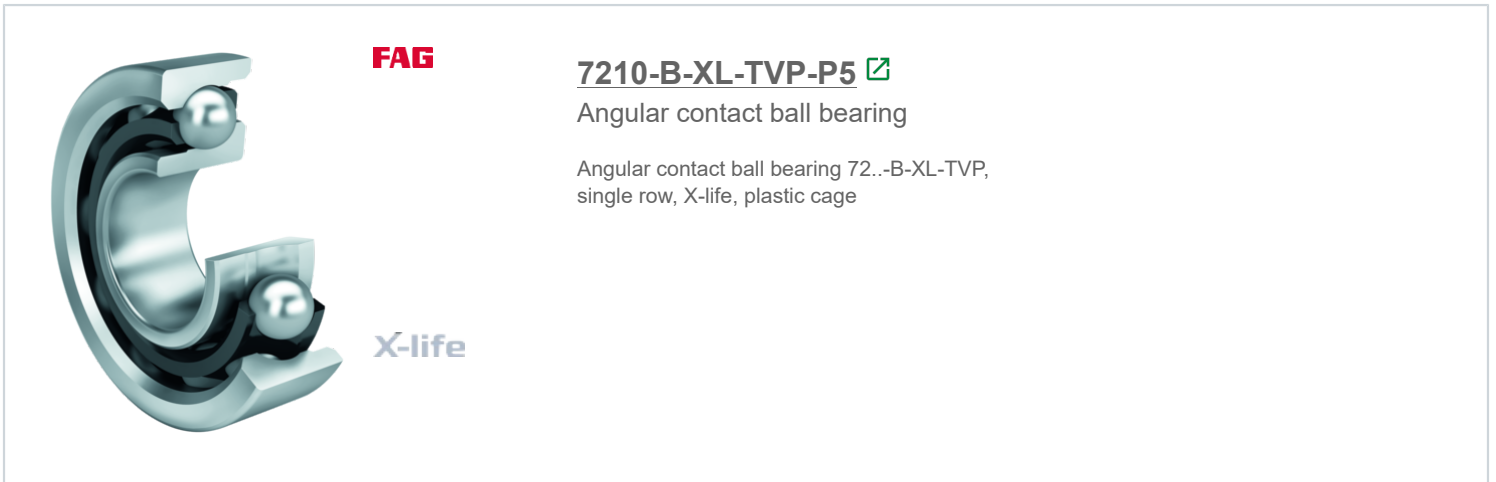 FAG
7210-B-XL-TVP-P5
Angular contact ball bearing
Angular contact ball bearing 72..-B-XL-TVP,
single row, X-life, plastic cage
X-life